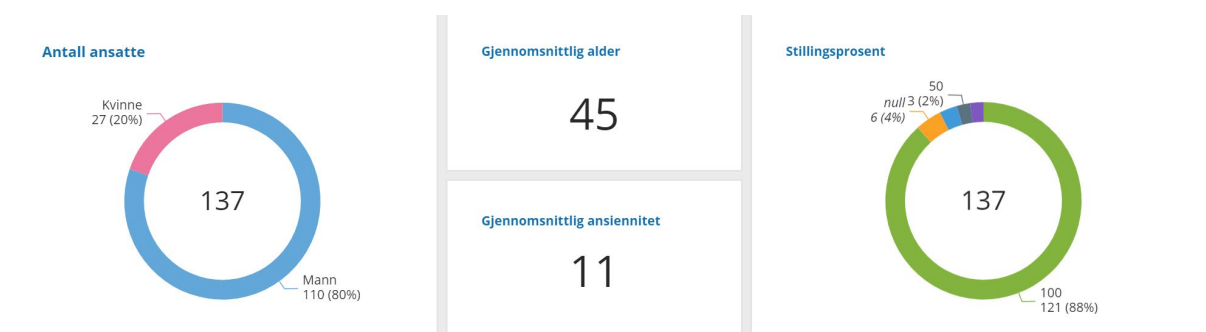 Antall ansatte
Kvinne
27 (20%)
137
Mann
110 (80%)
Gjennomsnittlig alder
45
Gjennomsnittlig ansiennitet
11
Stillingsprosent
50
3 (2%)
null
6 (4%)
137
100
121 (88%)